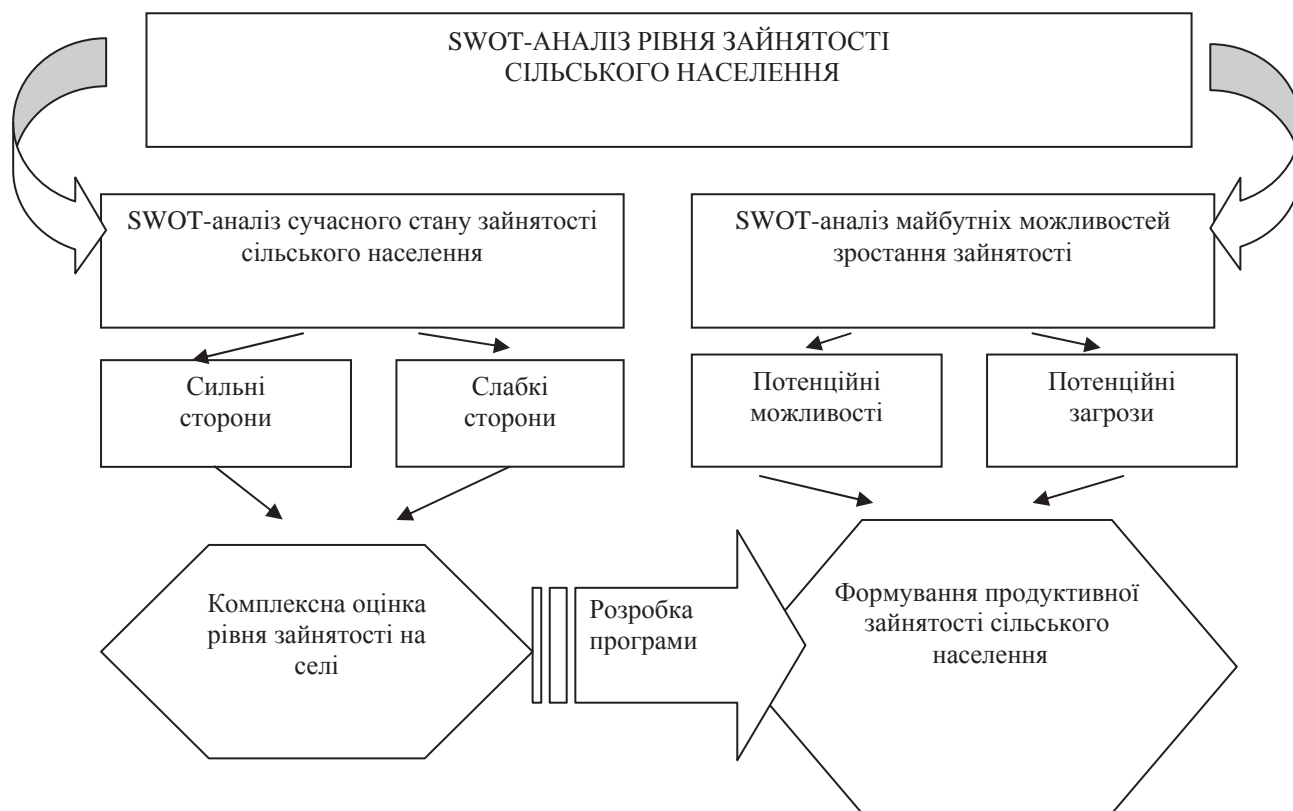 SWOT-АНАЛІЗ РІВНЯ ЗАЙНЯТОСТІ
СІЛЬСЬКОГО НАСЕЛЕННЯ
SWOT-аналіз сучасного стану зайнятості
сільського населення
SWOT-аналіз майбутніх можливостей
зростання зайнятості
Сильні
сторони
Слабкі
сторони
Потенційні
можливості
Потенційні
загрози
Комплексна оцінка
рівня зайнятості на
селі
Розробка
програми
Формування продуктивної
зайнятості сільського
населення